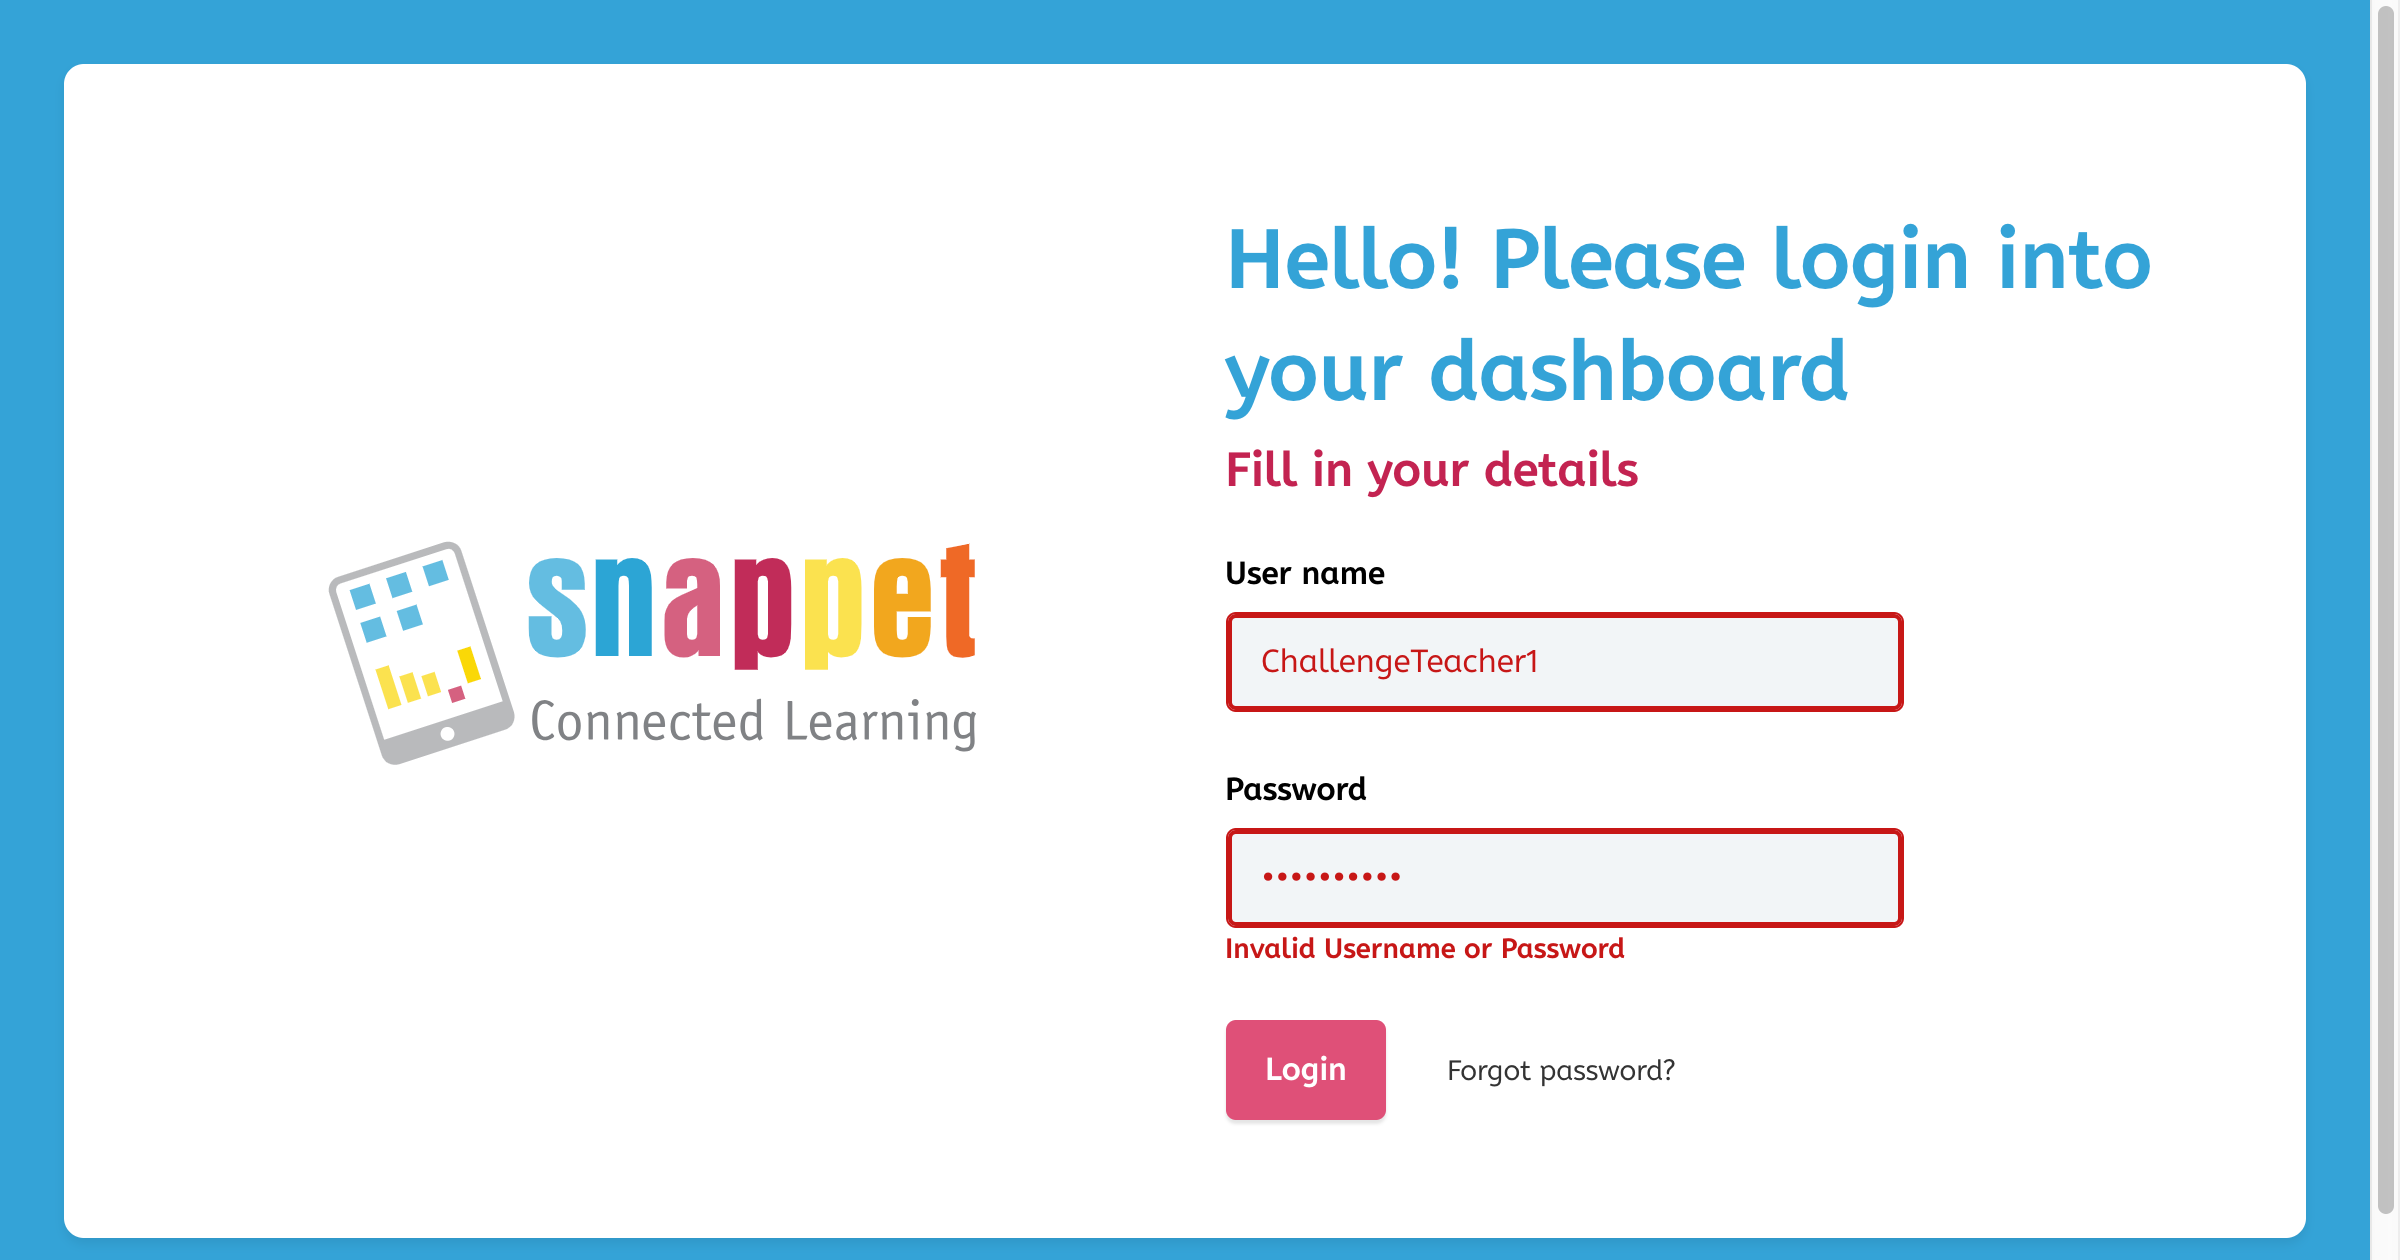 snappet
Connected Learning
Hello! Please login into
your dashboard
Fill in your details
User name
ChallengeTeacher1
Password
••••••••••
Invalid Username or Password
Login
Forgot password?